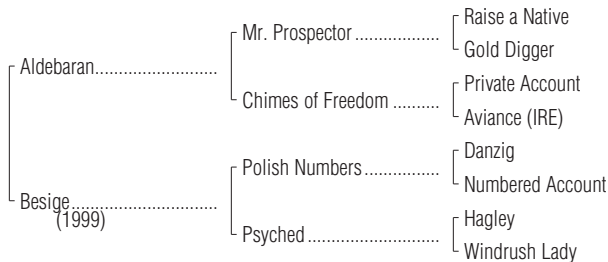 Raise a Native
Mr. Prospector ..................
Gold Digger
Aldebaran..........................
Private Account
Chimes of Freedom ..........
Aviance (IRE)
Danzig
Polish Numbers................
Numbered Account
Besige...............................
(1999)
Hagley
Psyched............................
Windrush Lady